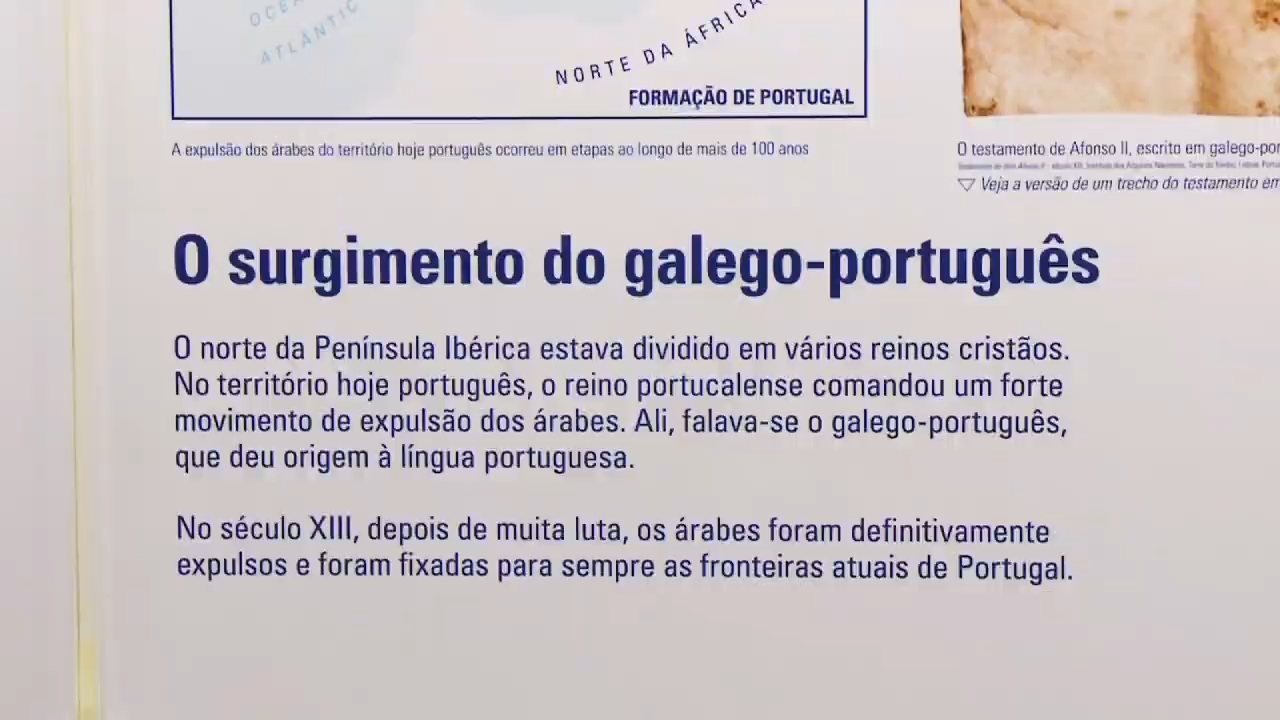 OCEA
ATLÂNTIC
NORTE DA ÁFRICA
FORMAÇÃO DE PORTUGAL
A expulsão dos árabes do território hoje português ocorreu em etapas ao longo de mais de 100 anos
O testamento de Afonso II, escrito em galego-por
Veja a versão de um trecho do testamento em
O surgimento do galego-português
O norte da Península Ibérica estava dividido em vários reinos cristãos.
No território hoje português, o reino portucalense comandou um forte
movimento de expulsão dos árabes. Ali, falava-se o galego-português,
que deu origem à língua portuguesa.
No século XIII, depois de muita luta, os árabes foram definitivamente
expulsos e foram fixadas para sempre as fronteiras atuais de Portugal.